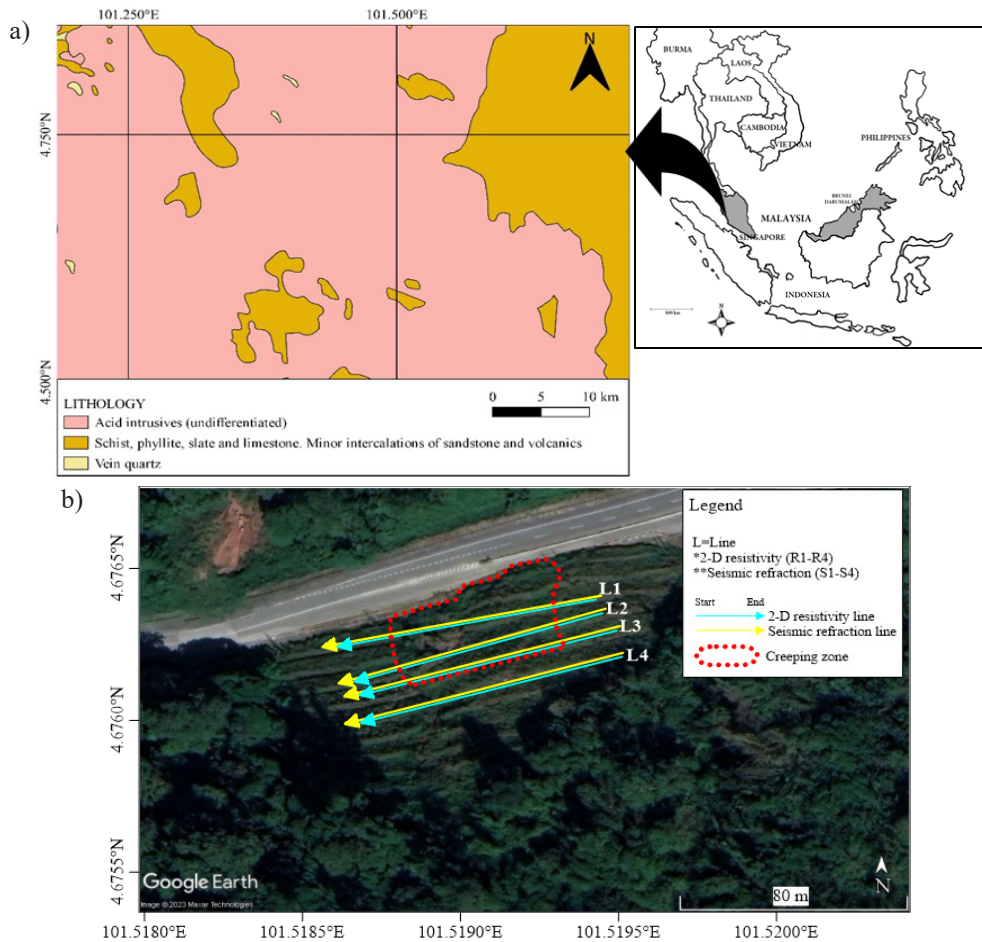 a)
101.250°E 101.500°E
4.750°N
4.500°N
N
LITHOLOGY
0 5 10 km
Acid intrusives (undifferentiated)
Schist, phyllite, slate and limestone. Minor intercalations of sandstone and volcanics
Vein quartz
BURMA
LAOS
THAILAND
CAMBODIA
VIETNAM
PHILIPPINES
BRUNEI
DARUSSALAM
MALAYSIA
SINGAPORE
INDONESIA
500 km
N
b)
4.6765°N
4.6760°N
4.6755°N
L1
L2
L3
L4
Legend
L=Line
*2-D resistivity (R1-R4)
**Seismic refraction (S1-S4)
Start End
2-D resistivity line
Seismic refraction line
Creeping zone
Google Earth
Image © 2023 Maxar Technologies
N
80 m
101.5180°E 101.5185°E 101.5190°E 101.5195°E 101.5200°E